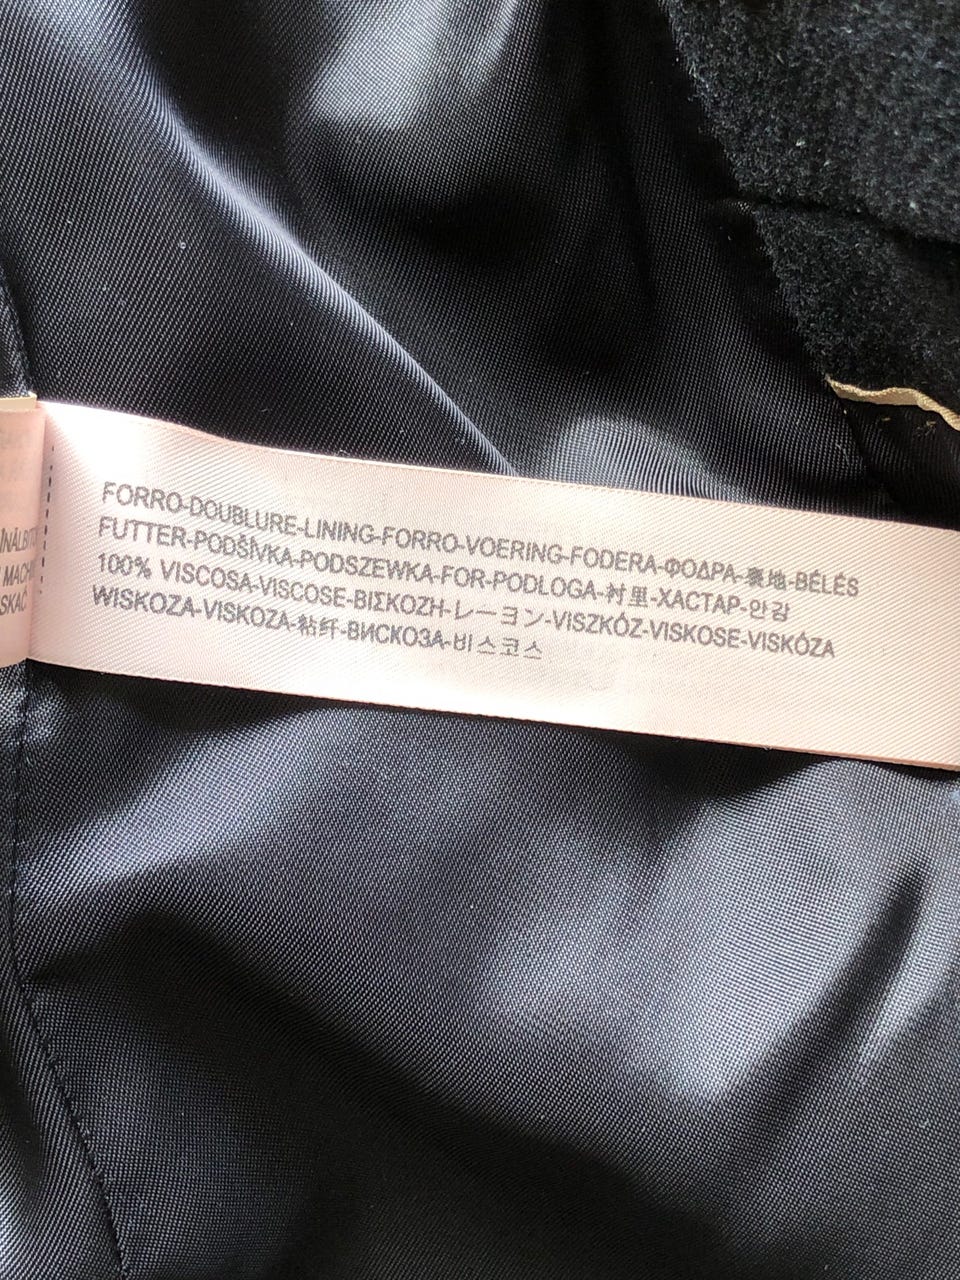 FORRO-DOUBLURE-LINING-FORRO-VOERING-FODERA-ΦΟΔΡΑ-裏地-BÉLÉS
FUTTER-PODŠÍVKA-PODSZEWKA-FOR-PODLOGA-衬里-XACTAP-안감
100% VISCOSA-VISCOSE-ΒΙΣΚΟΖΗ-レーヨン-VISZKÓZ-VISKOSE-VISKÓZA
WISKOZA-VISKOZA-粘纤-ВИСКОЗА-비스코스